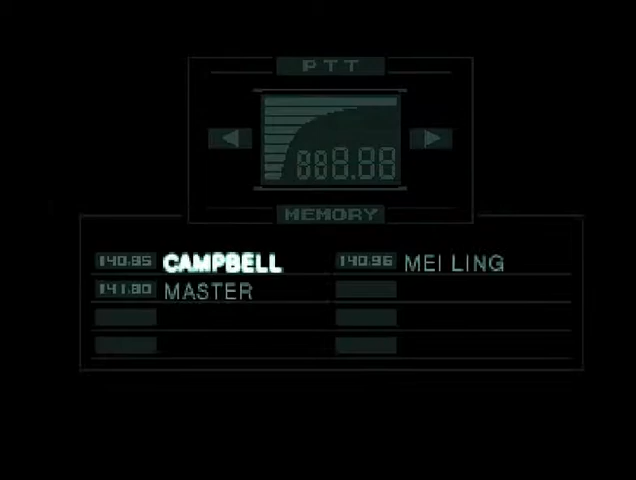 PTT
888.88
MEMORY
140.85 CAMPBELL 140.96 MEI LING
141.80 MASTER